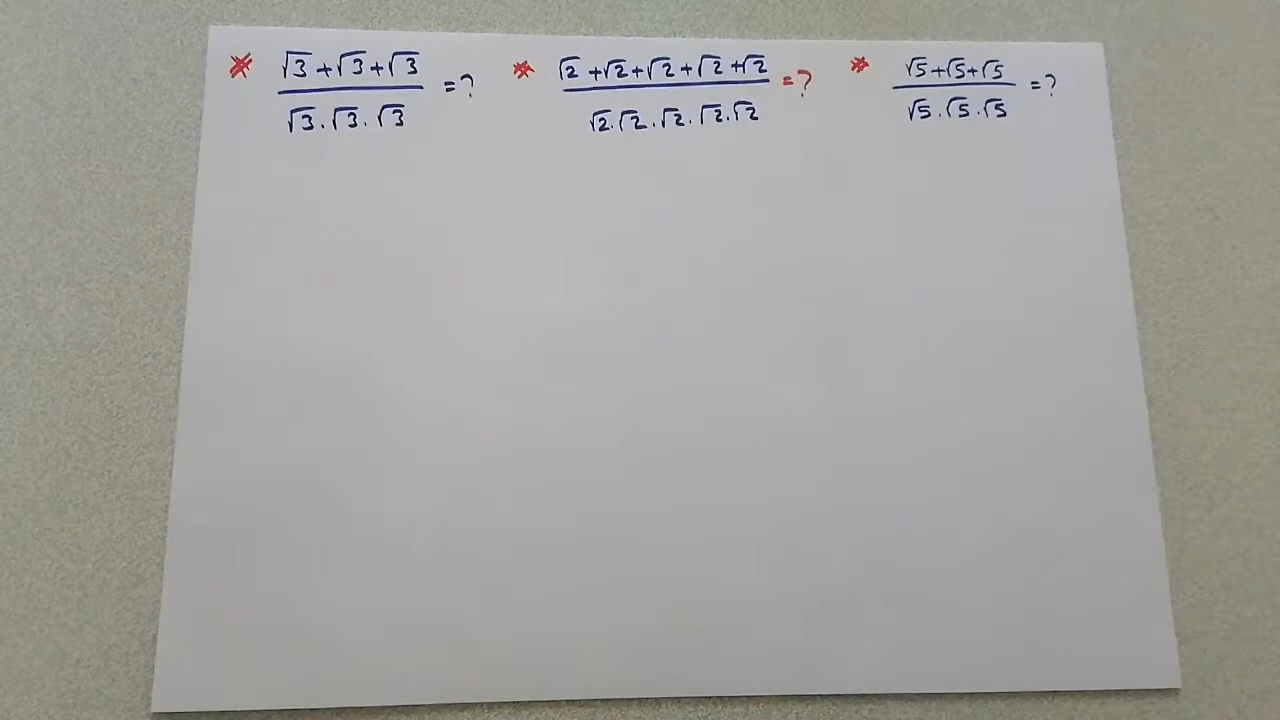 * √3 + √3 + √3 / √3 . √3 . √3 = ?
* √2 + √2 + √2 + √2 + √2 / √2 . √2 . √2 . √2 . √2 = ?
* √5 + √5 + √5 / √5 . √5 . √5 = ?